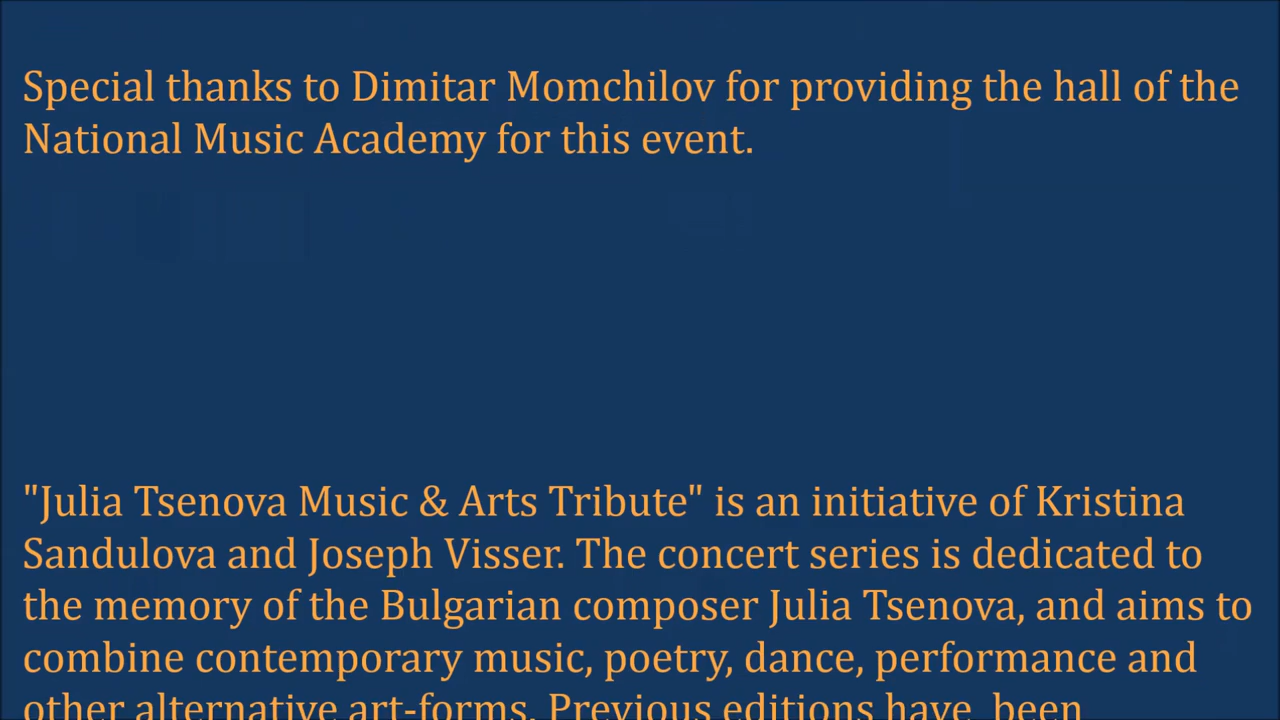 Special thanks to Dimitar Momchilov for providing the hall of the
National Music Academy for this event.
"Julia Tsenova Music & Arts Tribute" is an initiative of Kristina
Sandulova and Joseph Visser. The concert series is dedicated to
the memory of the Bulgarian composer Julia Tsenova, and aims to
combine contemporary music, poetry, dance, performance and
other alternative art-forms. Previous editions have  been